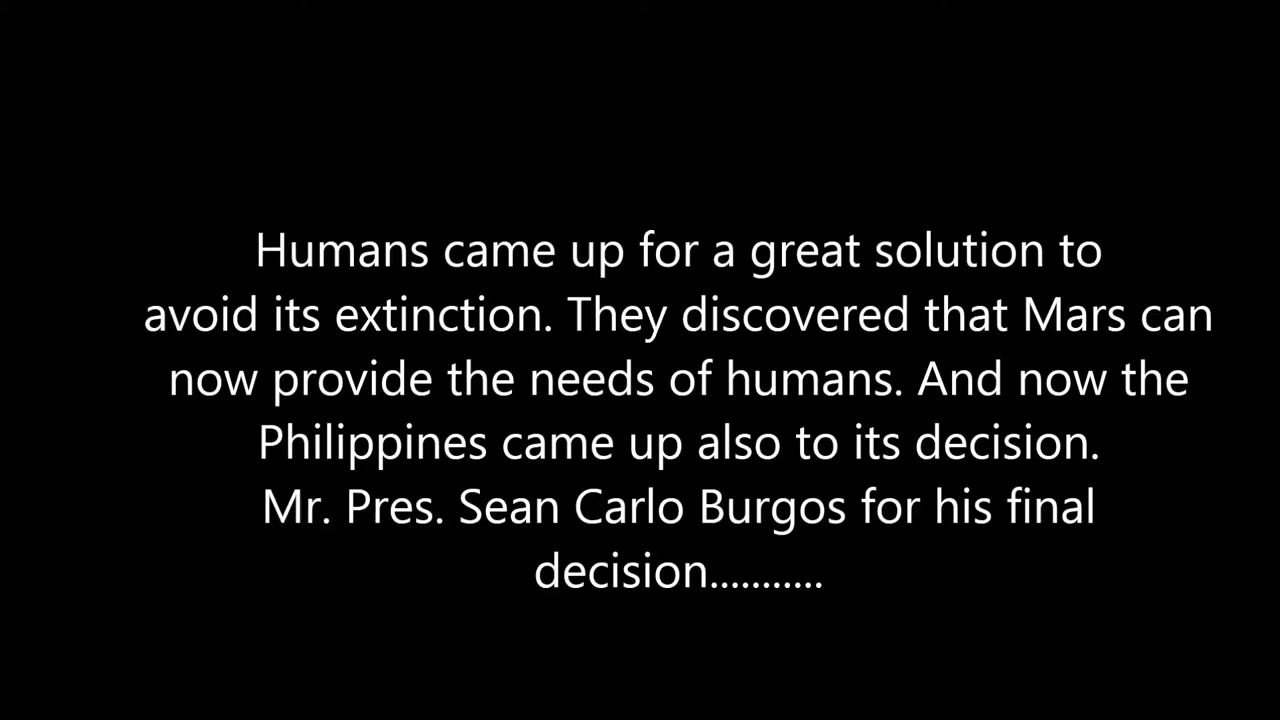 Humans came up for a great solution to
avoid its extinction. They discovered that Mars can
now provide the needs of humans. And now the
Philippines came up also to its decision.
Mr. Pres. Sean Carlo Burgos for his final
decision...........